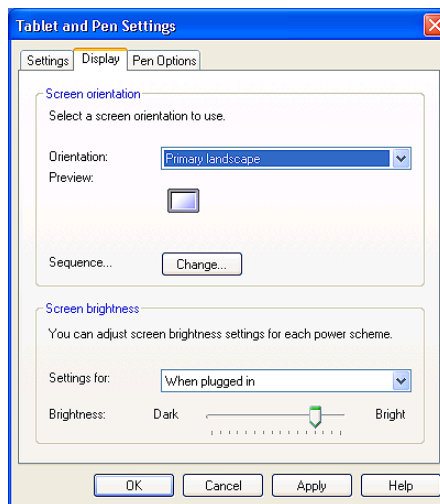 Tablet and Pen Settings
Settings Display Pen Options
Screen orientation
Select a screen orientation to use.
Orientation: Primary landscape
Preview:
Sequence... Change...
Screen brightness
You can adjust screen brightness settings for each power scheme.
Settings for: When plugged in
Brightness: Dark Bright
OK Cancel Apply Help